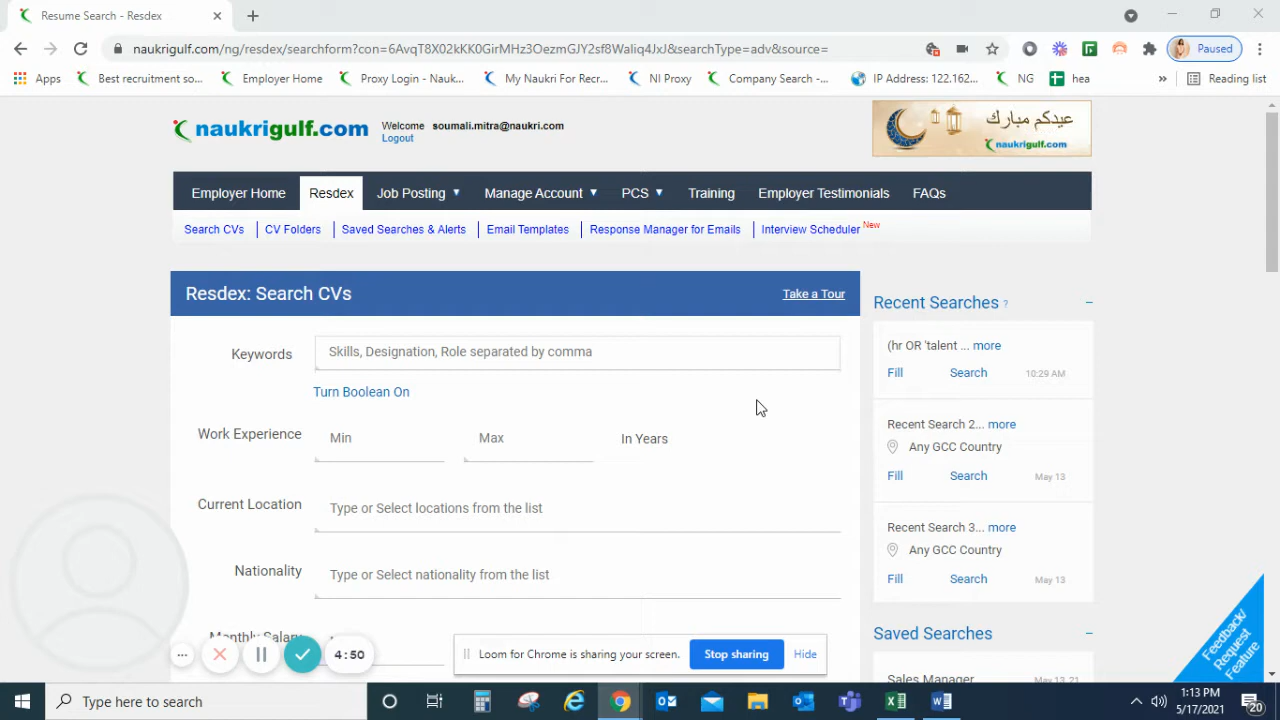 Resume Search - Resdex
naukrigulf.com/ng/resdex/searchform?con=6AvqT8X02kKK0GirMHz3OezmGJY2sf8Waliq4JxJ&searchType=adv&source=
Paused
Apps
Best recruitment so...
Employer Home
Proxy Login - Nauk...
My Naukri For Recr...
NI Proxy
Company Search -...
IP Address: 122.162...
NG
hea
»
Reading list
naukrigulf.com
Welcome soumali.mitra@naukri.com
Logout
عيدكم مبارك
naukrigulf.com
Employer Home
Resdex
Job Posting
Manage Account
PCS
Training
Employer Testimonials
FAQs
Search CVs
CV Folders
Saved Searches & Alerts
Email Templates
Response Manager for Emails
Interview Scheduler New
Resdex: Search CVs
Take a Tour
Keywords
Skills, Designation, Role separated by comma
Turn Boolean On
Work Experience
Min
Max
In Years
Current Location
Type or Select locations from the list
Nationality
Type or Select nationality from the list
Monthly Salary
Recent Searches ?
(hr OR 'talent ... more
Fill
Search
10:29 AM
Recent Search 2... more
Any GCC Country
Fill
Search
May 13
Recent Search 3... more
Any GCC Country
Fill
Search
May 13
Saved Searches
Sales Manager
May 13, 21
Feedback/
Request
Feature
4:50
Loom for Chrome is sharing your screen.
Stop sharing
Hide
Type here to search
1:13 PM
5/17/2021
20